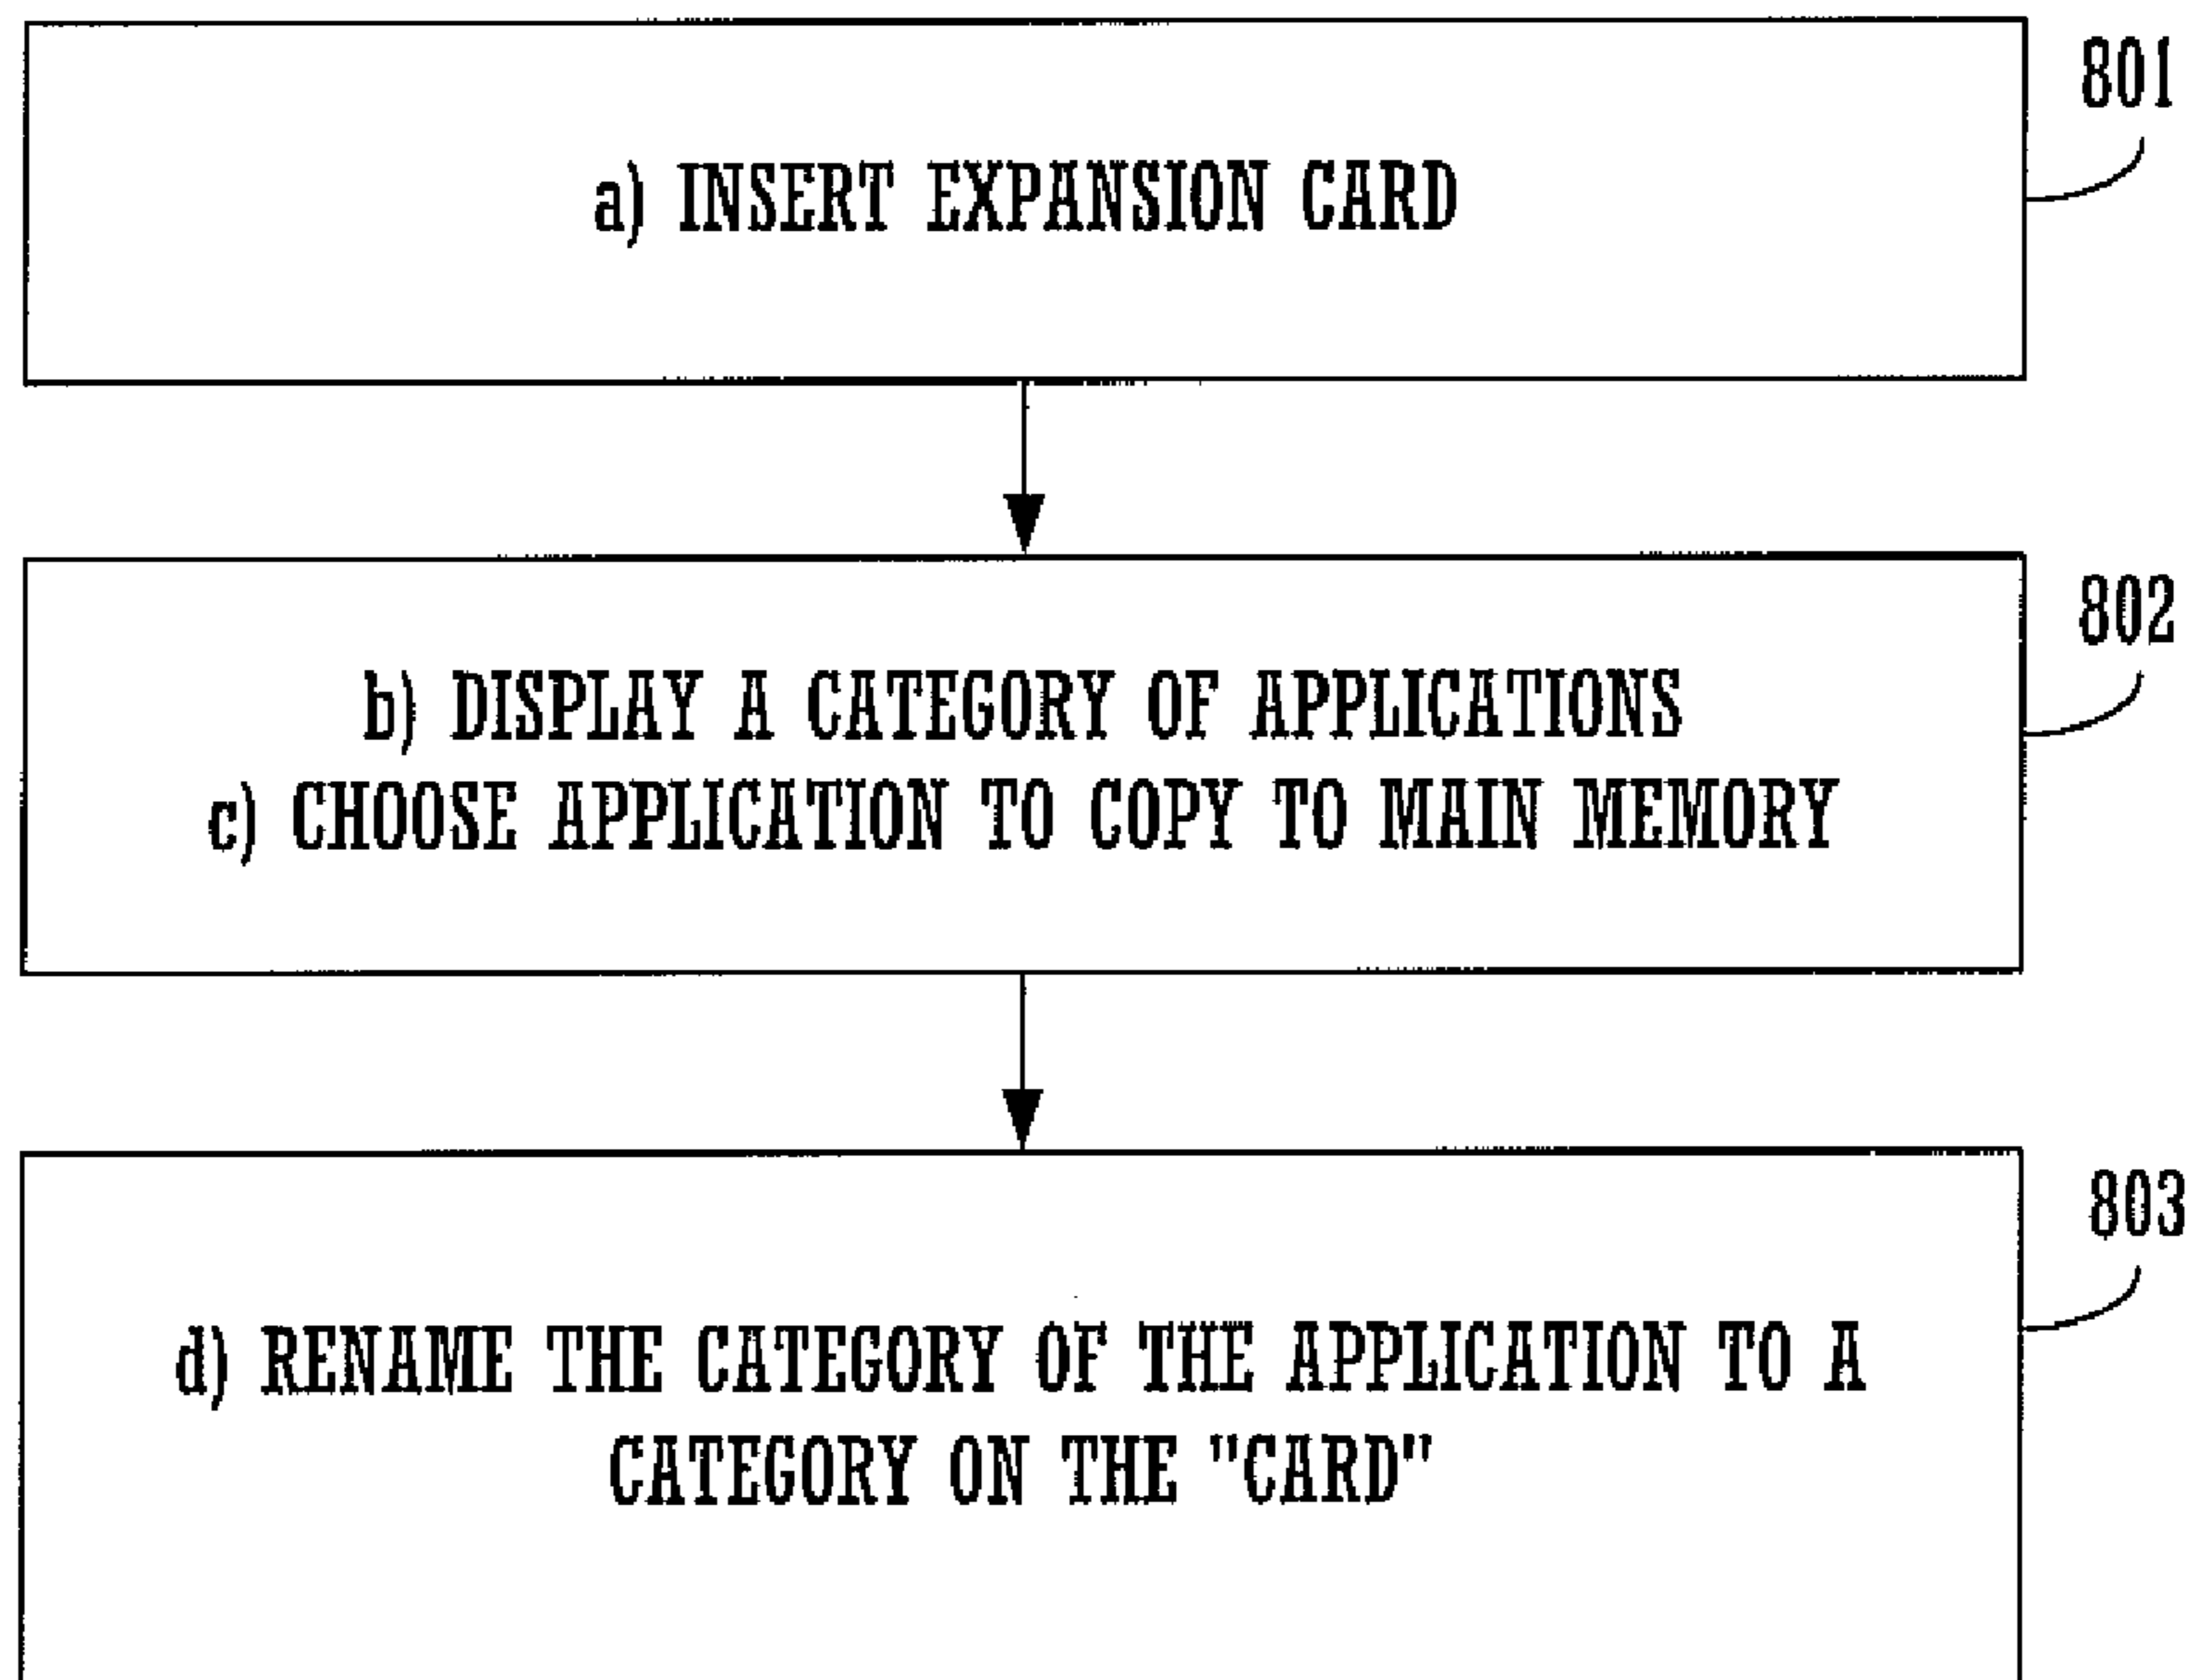 801
a) INSERT EXPANSION CARD
802
b) DISPLAY A CATEGORY OF APPLICATIONS
c) CHOOSE APPLICATION TO COPY TO MAIN MEMORY
803
d) RENAME THE CATEGORY OF THE APPLICATION TO A
CATEGORY ON THE "CARD"